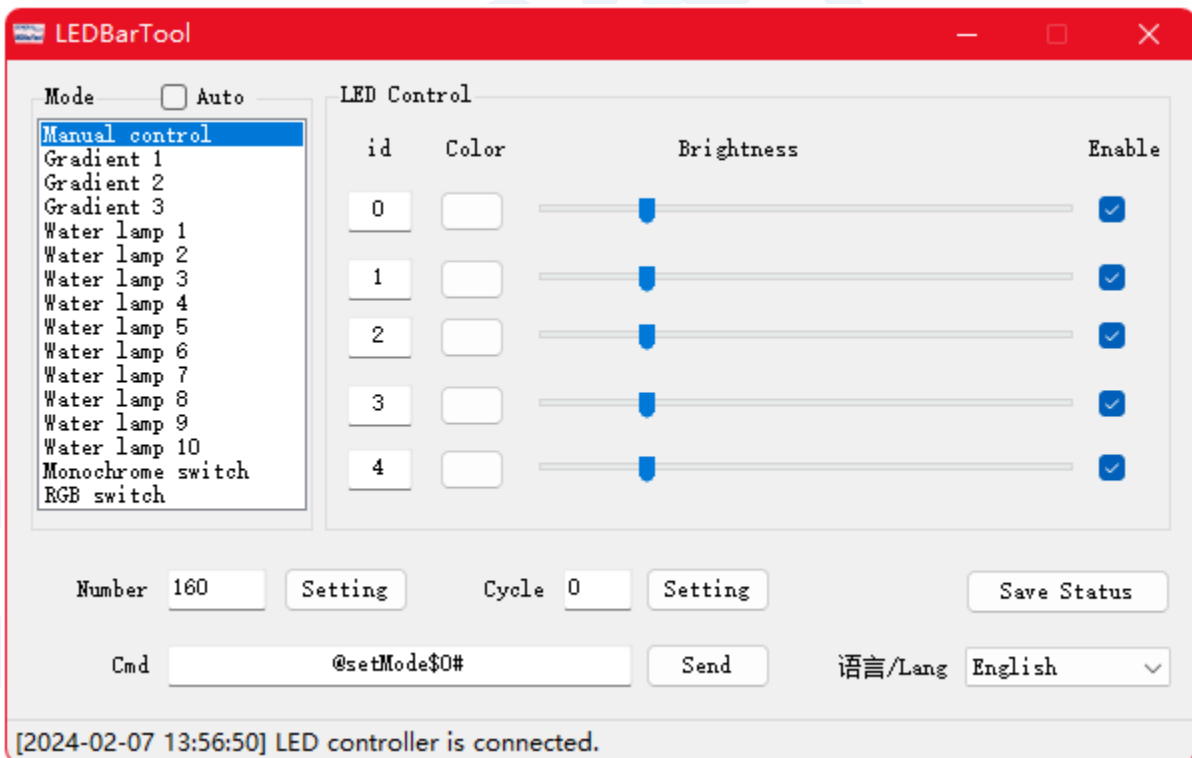 LEDBarTool
Mode Auto
Manual control
Gradient 1
Gradient 2
Gradient 3
Water lamp 1
Water lamp 2
Water lamp 3
Water lamp 4
Water lamp 5
Water lamp 6
Water lamp 7
Water lamp 8
Water lamp 9
Water lamp 10
Monochrome switch
RGB switch
LED Control
id Color Brightness Enable
0
1
2
3
4
Number 160 Setting Cycle 0 Setting Save Status
Cmd @setMode$0# Send 语言/Lang English
[2024-02-07 13:56:50] LED controller is connected.